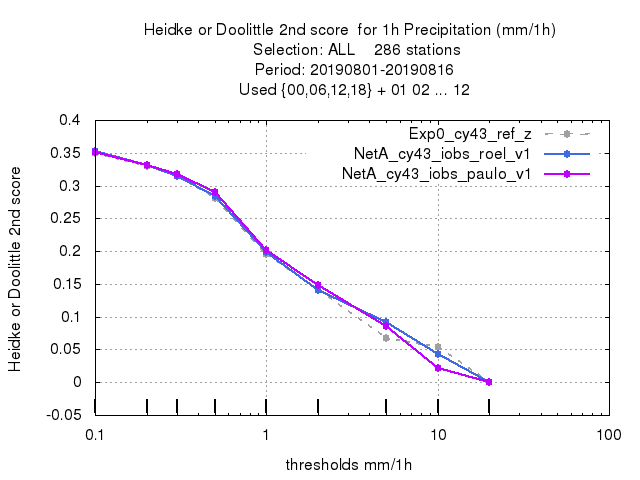 Heidke or Doolittle 2nd score  for 1h Precipitation (mm/1h)
Selection: ALL    286 stations
Period: 20190801-20190816
Used {00,06,12,18} + 01 02 ... 12
Exp0_cy43_ref_z
NetA_cy43_iobs_roel_v1
NetA_cy43_iobs_paulo_v1
Heidke or Doolittle 2nd score
0.4
0.35
0.3
0.25
0.2
0.15
0.1
0.05
0
-0.05
0.1 1 10 100
thresholds mm/1h